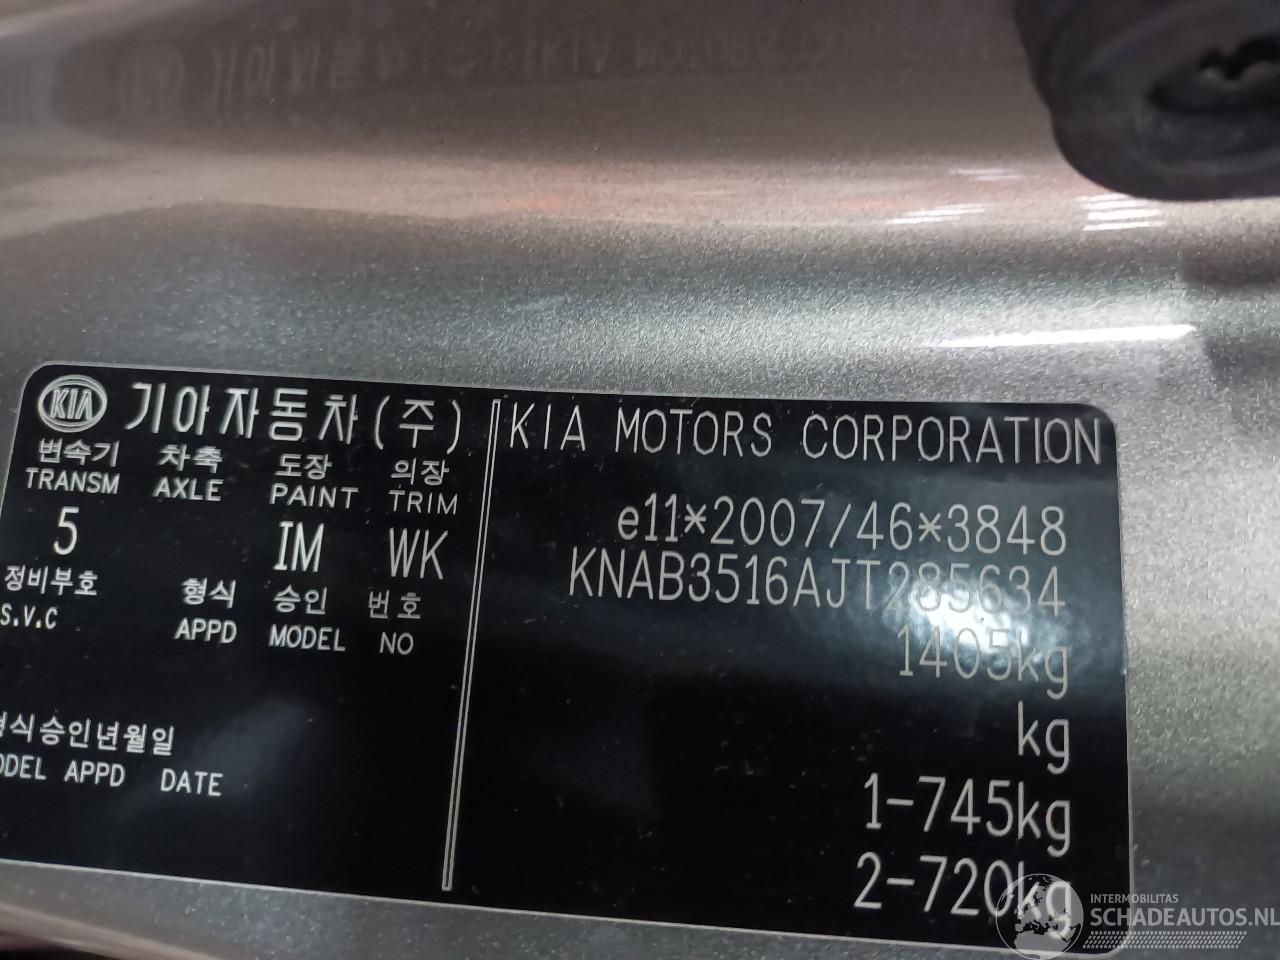 KIA 기아자동차(주)
변속기 차축 도장 의장
TRANSM AXLE PAINT TRIM
5 IM WK
정비부호 형식 승인 번호
S.V.C APPD MODEL NO
형식승인년월일
ODEL APPD DATE
KIA MOTORS CORPORATION
e11*2007/46*3848
KNAB3516AJT285634
1405kg
kg
1-745kg
2-720kg
INTERMOBILITAS
SCHADEAUTOS.NL